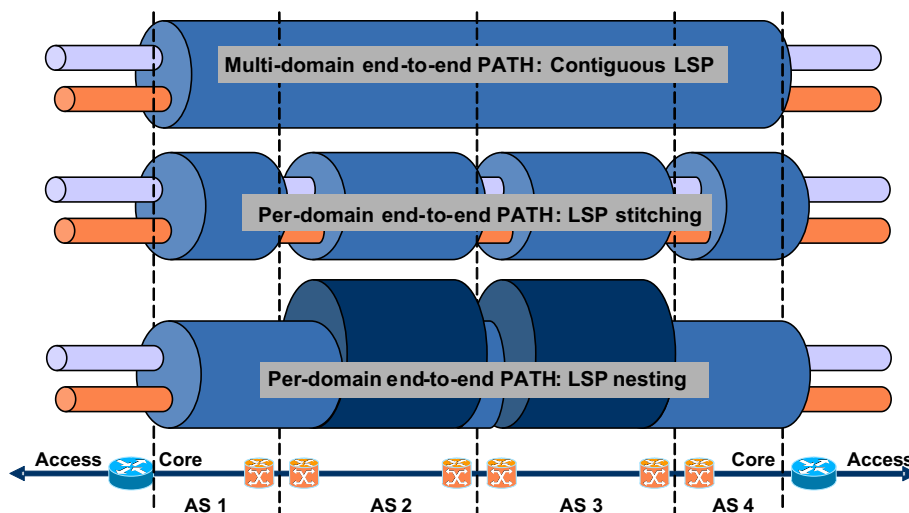 Multi-domain end-to-end PATH: Contiguous LSP
Per-domain end-to-end PATH: LSP stitching
Per-domain end-to-end PATH: LSP nesting
Access Core Core Access
AS 1 AS 2 AS 3 AS 4